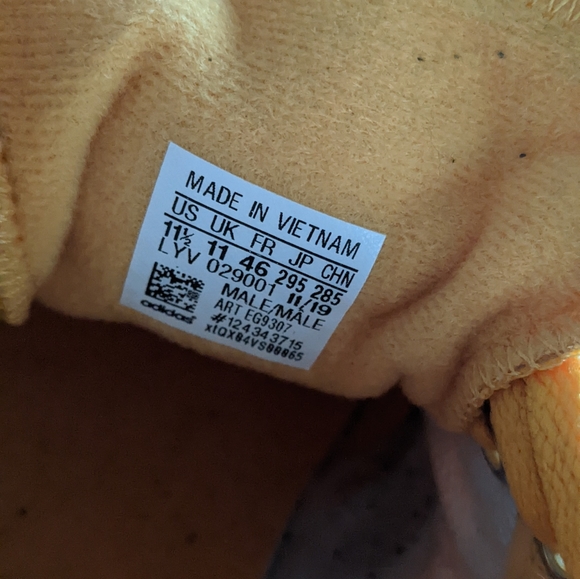 MADE IN VIETNAM
US UK FR JP CHN
11½ 11 46 295 285
LYV 029001 11/19
MALE/MÂLE
ART EG9307
#124343715
adidas
x1QX04VS00065